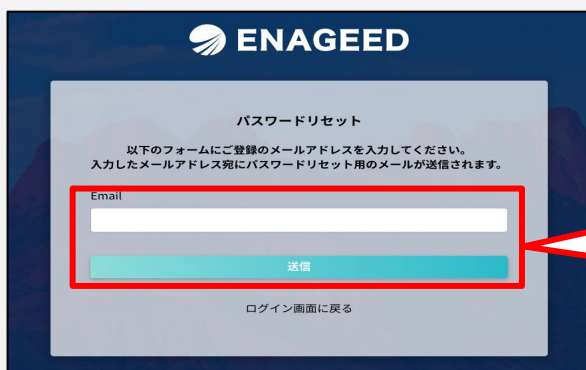 ENAGEED
パスワードリセット
以下のフォームにご登録のメールアドレスを入力してください。
入力したメールアドレス宛にパスワードリセット用のメールが送信されます。
Email
送信
ログイン画面に戻る